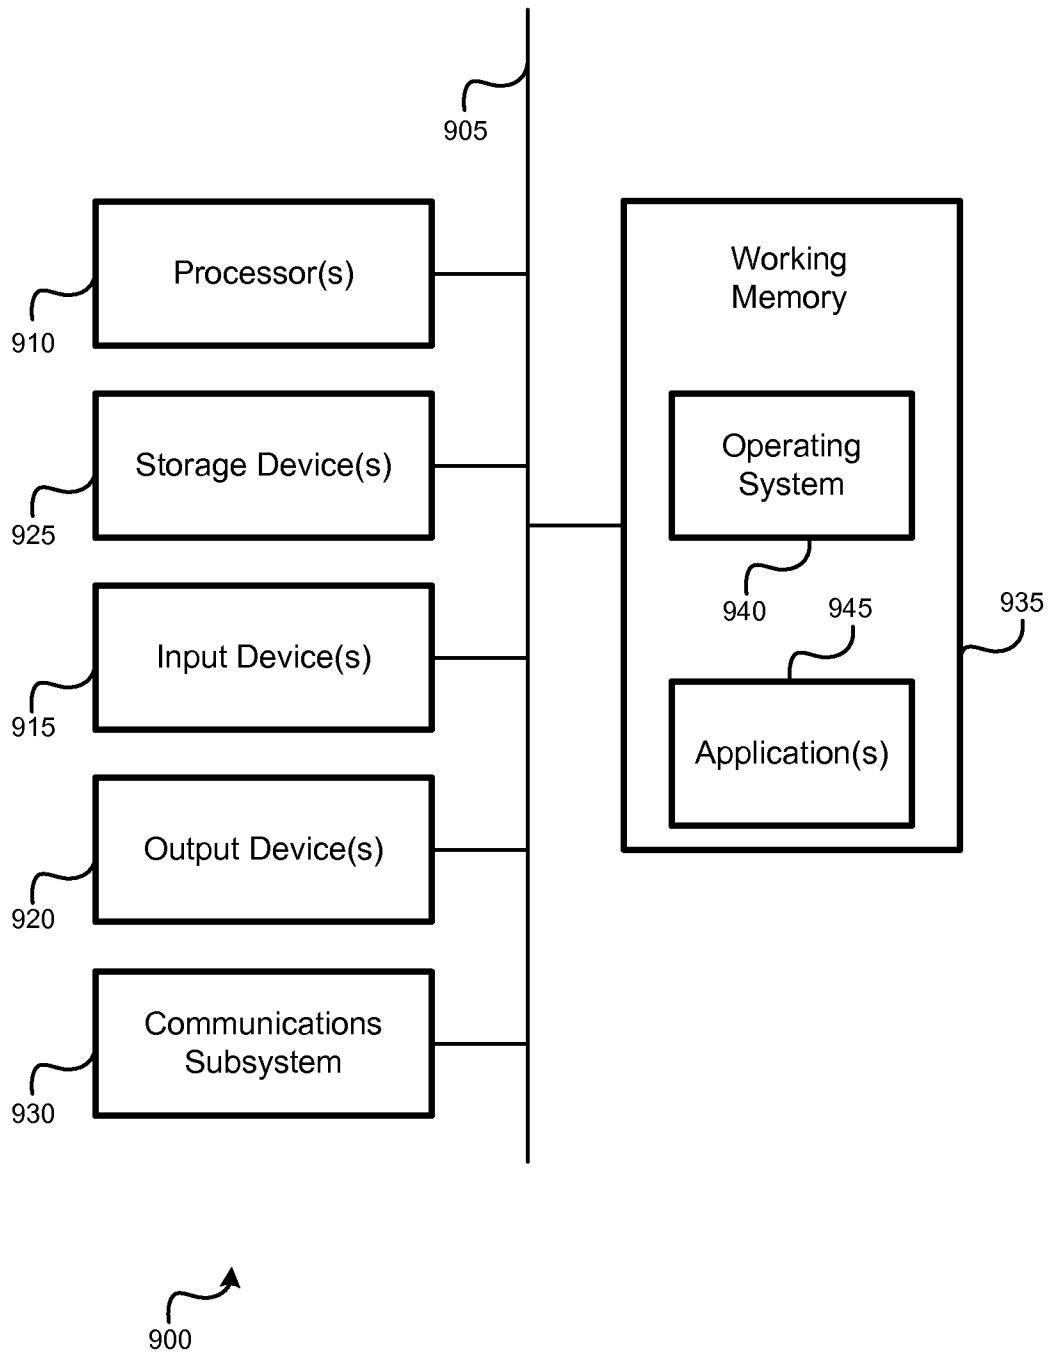 905
Processor(s)
910
Storage Device(s)
925
Input Device(s)
915
Output Device(s)
920
Communications
Subsystem
930
Working
Memory
Operating
System
940
945
935
Application(s)
900